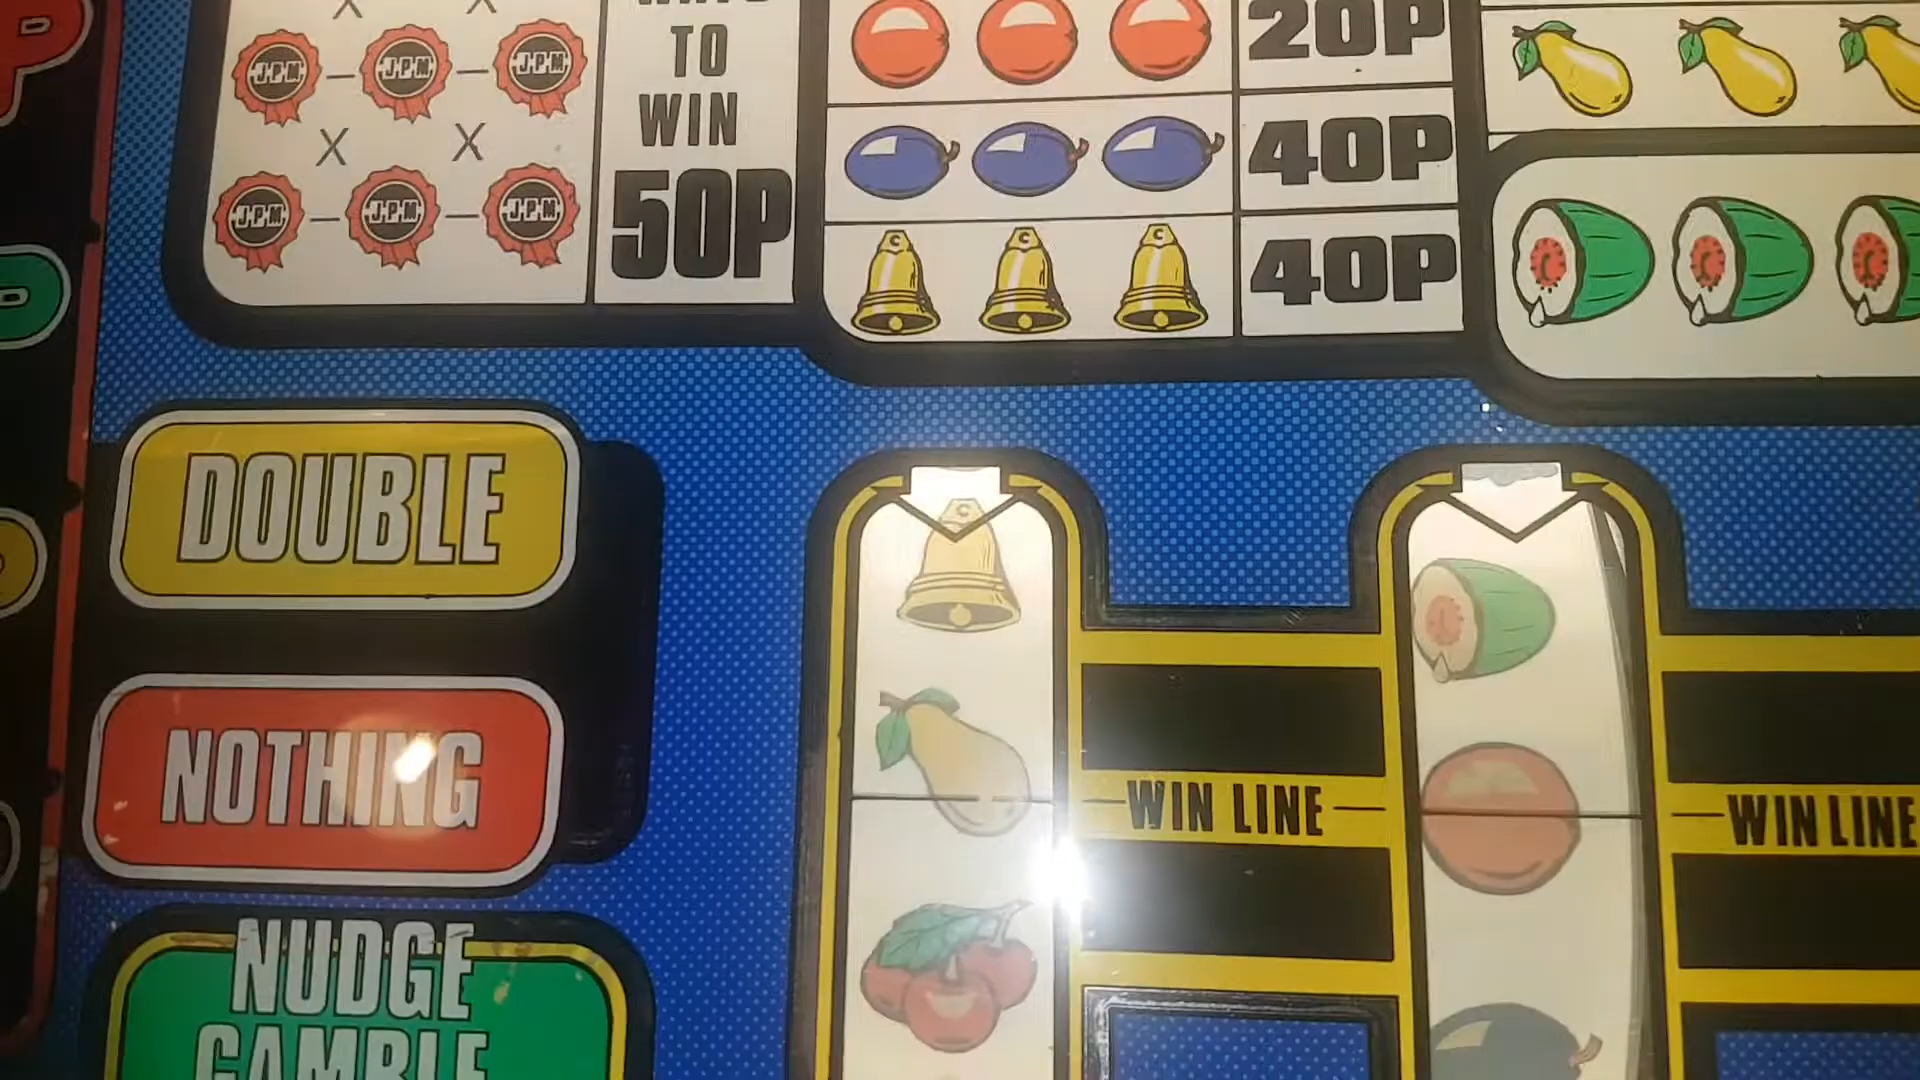 TO
WIN
50P
J.P.M J.P.M J.P.M
X X
J.P.M J.P.M J.P.M
20P
40P
C C C
40P
DOUBLE
NOTHING
NUDGE
GAMBLE
C
WIN LINE
WIN LINE